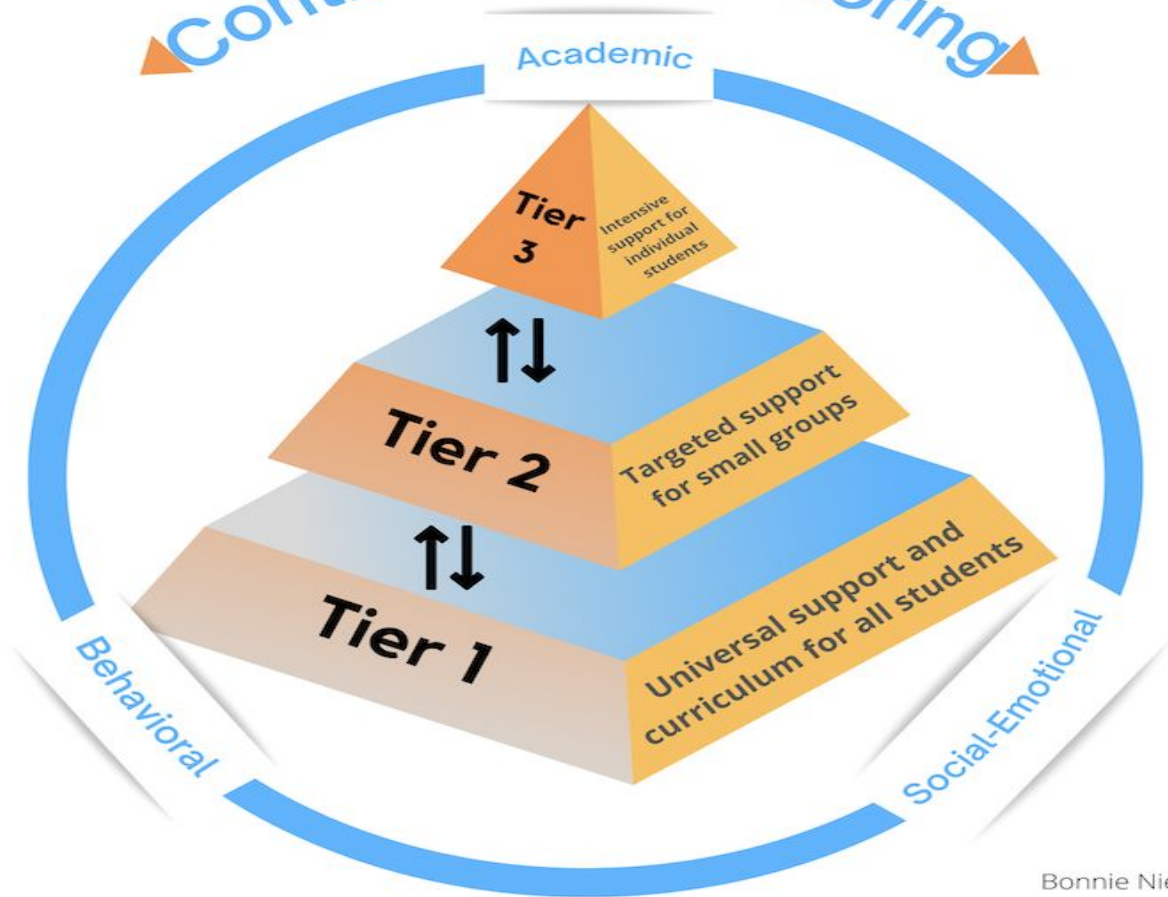 Academic
Tier
3
Intensive
support for
individual
students
Tier 2
Targeted support
for small groups
Tier 1
Universal support and
curriculum for all students
Behavioral
Social-Emotional
Bonnie